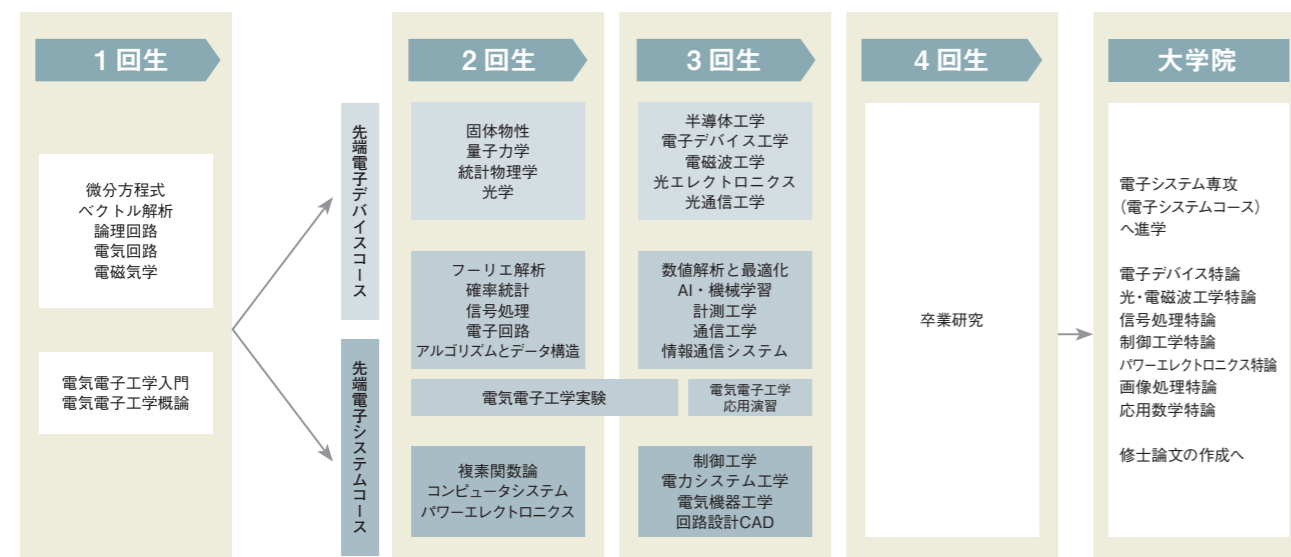 1 回生
微分方程式
ベクトル解析
論理回路
電気回路
電磁気学
電気電子工学入門
電気電子工学概論
先端電子デバイスコース
先端電子システムコース
2 回生
固体物性
量子力学
統計物理学
光学
フーリエ解析
確率統計
信号処理
電子回路
アルゴリズムとデータ構造
電気電子工学実験
複素関数論
コンピュータシステム
パワーエレクトロニクス
3 回生
半導体工学
電子デバイス工学
電磁波工学
光エレクトロニクス
光通信工学
数値解析と最適化
AI・機械学習
計測工学
通信工学
情報通信システム
電気電子工学
応用演習
制御工学
電力システム工学
電気機器工学
回路設計CAD
4 回生
卒業研究
大学院
電子システム専攻
（電子システムコース）
へ進学
電子デバイス特論
光・電磁波工学特論
信号処理特論
制御工学特論
パワーエレクトロニクス特論
画像処理特論
応用数学特論
修士論文の作成へ